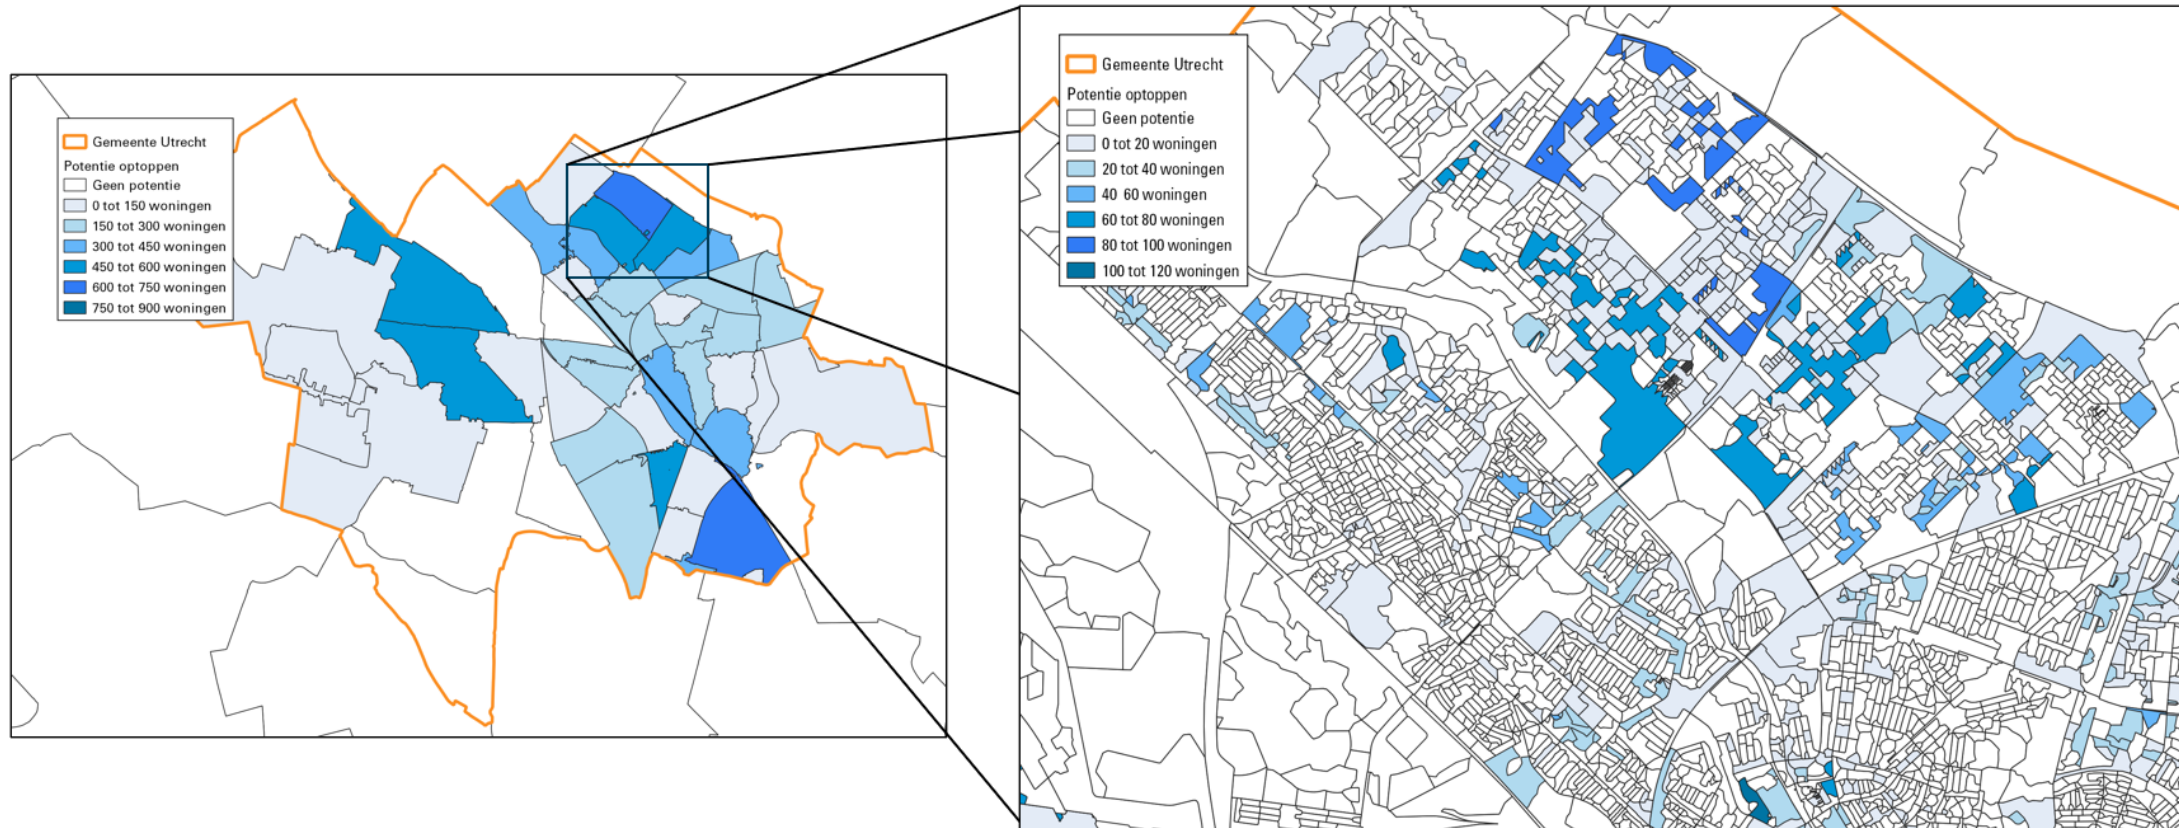 Gemeente Utrecht
Potentie optoppen
Geen potentie
0 tot 150 woningen
150 tot 300 woningen
300 tot 450 woningen
450 tot 600 woningen
600 tot 750 woningen
750 tot 900 woningen
Gemeente Utrecht
Potentie optoppen
Geen potentie
0 tot 20 woningen
20 tot 40 woningen
40 60 woningen
60 tot 80 woningen
80 tot 100 woningen
100 tot 120 woningen